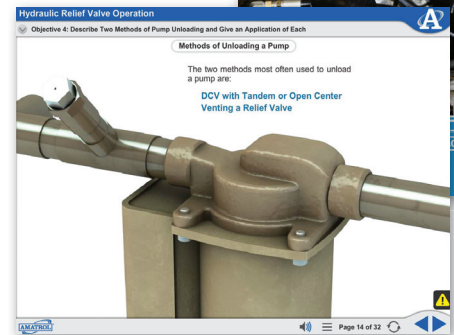 Hydraulic Relief Valve Operation
Objective 4: Describe Two Methods of Pump Unloading and Give an Application of Each
A
Methods of Unloading a Pump
The two methods most often used to unload
a pump are:
DCV with Tandem or Open Center
Venting a Relief Valve
AMATROL
Page 14 of 32